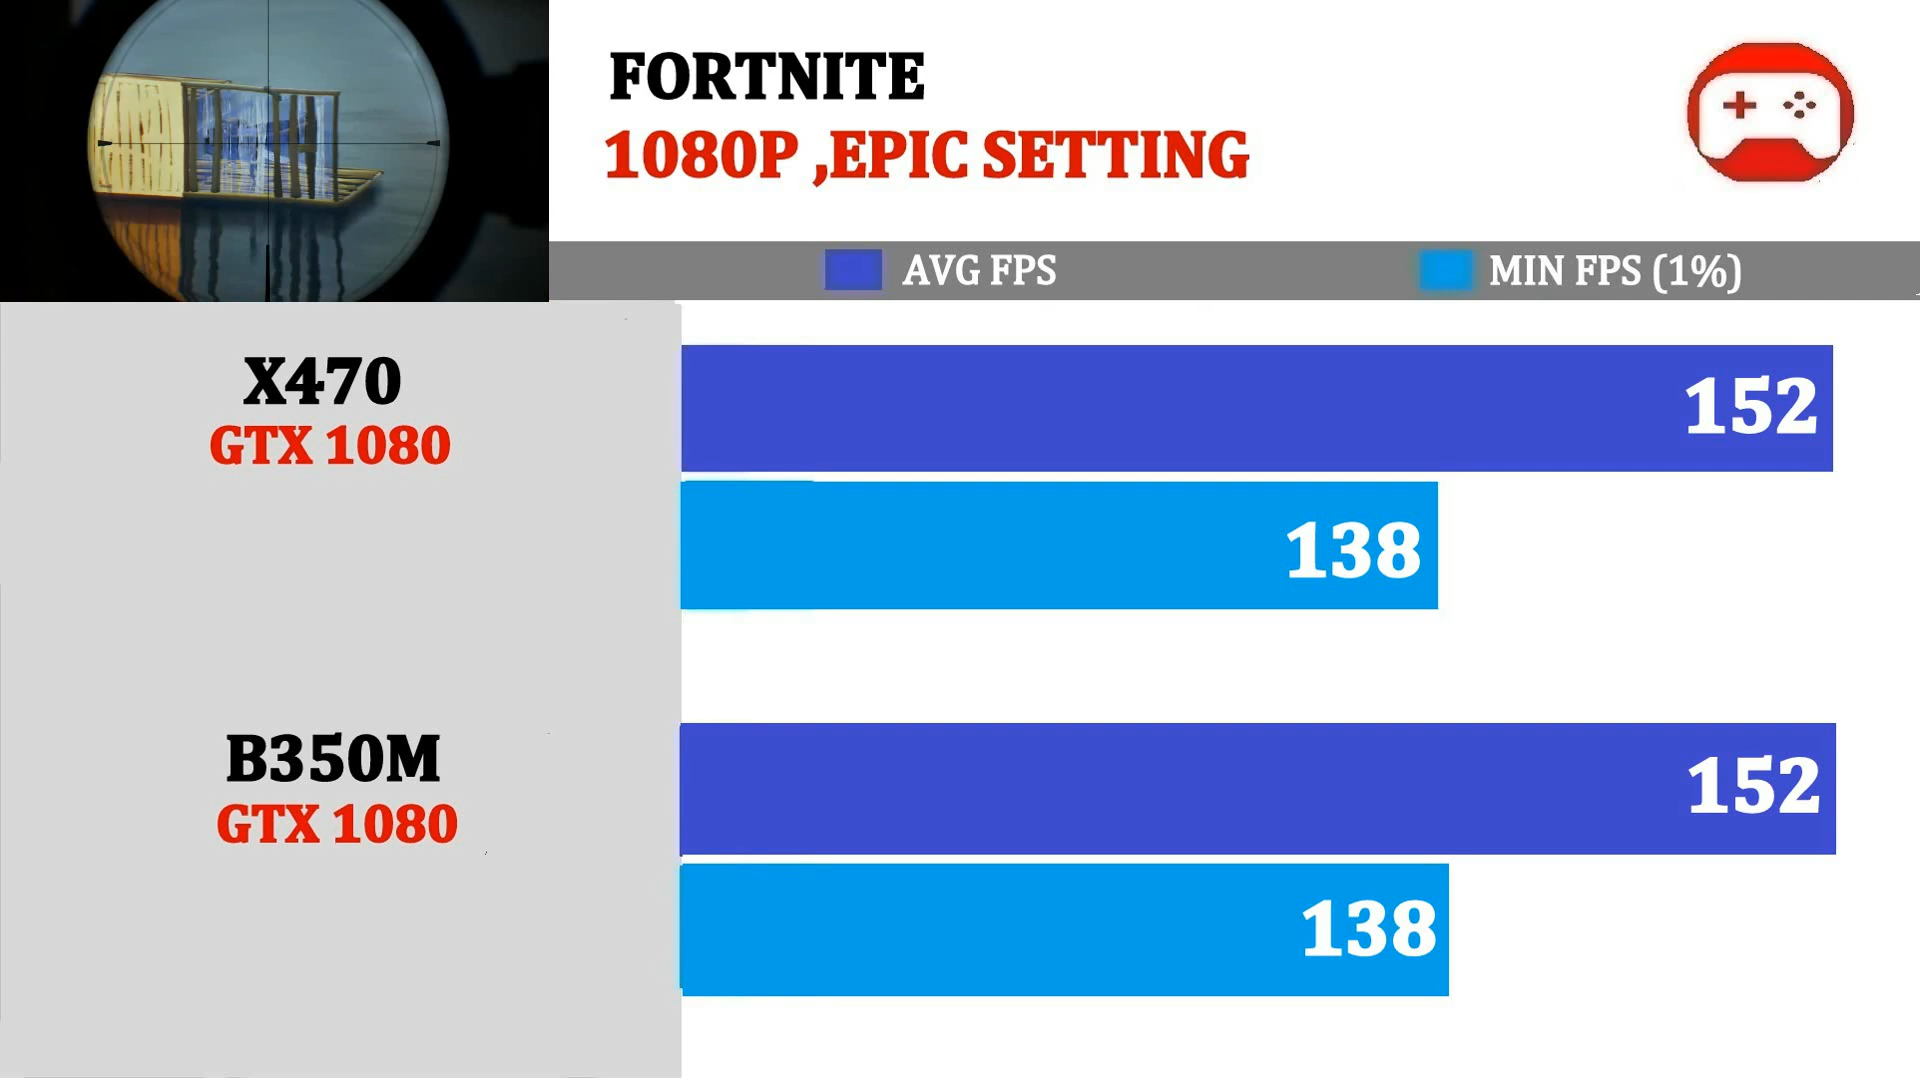 FORTNITE
1080P ,EPIC SETTING
AVG FPS
MIN FPS (1%)
X470
GTX 1080
152
138
B350M
GTX 1080
152
138